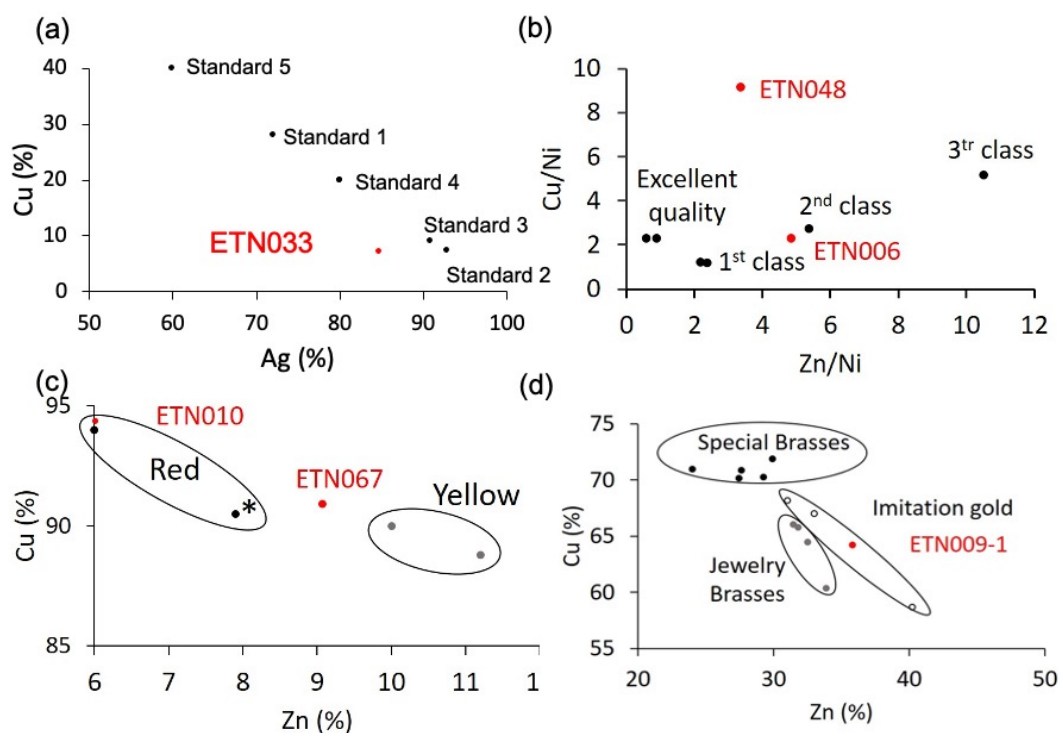 (a)
40
30
20
10
0
Cu (%)
Standard 5
Standard 1
Standard 4
Standard 3
ETN033
Standard 2
50 60 70 80 90 100
Ag (%)
(b)
10
8
6
4
2
0
Cu/Ni
ETN048
3tr class
Excellent
quality
2nd class
ETN006
1st class
0 2 4 6 8 10 12
Zn/Ni
(c)
95
90
85
Cu (%)
ETN010
Red
*
ETN067
Yellow
6 7 8 9 10 11 1
Zn (%)
(d)
75
70
65
60
55
Cu (%)
Special Brasses
Imitation gold
ETN009-1
Jewelry
Brasses
20 30 40 50
Zn (%)